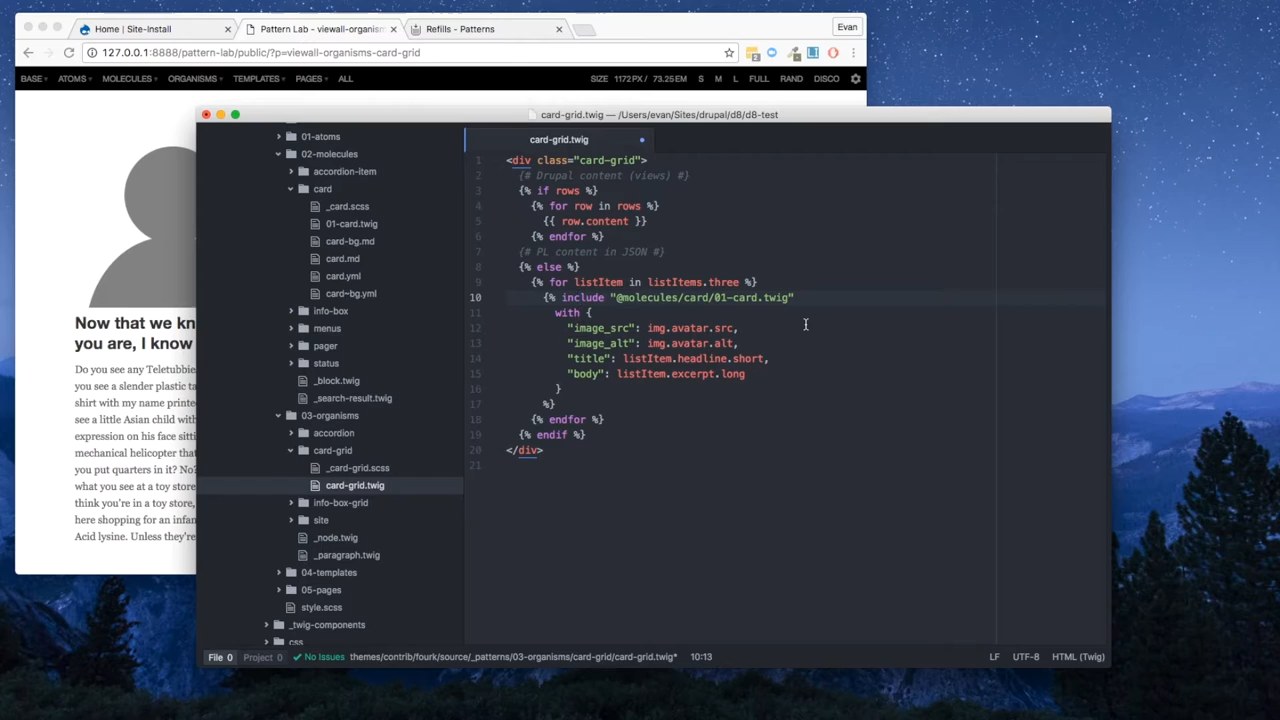 Home | Site-Install
Pattern Lab - viewall-organism
Refills - Patterns
Evan
127.0.0.1:8888/pattern-lab/public/?p=viewall-organisms-card-grid
BASE ATOMS MOLECULES ORGANISMS TEMPLATES PAGES ALL SIZE 1172PX / 73.25EM S M L FULL RAND DISCO
card-grid.twig — /Users/evan/Sites/drupal/d8/d8-test
01-atoms
02-molecules
accordion-item
card
_card.scss
01-card.twig
card-bg.md
card.md
card.yml
card~bg.yml
info-box
menus
pager
status
_block.twig
_search-result.twig
03-organisms
accordion
card-grid
_card-grid.scss
card-grid.twig
info-box-grid
site
_node.twig
_paragraph.twig
04-templates
05-pages
style.scss
_twig-components
css
card-grid.twig
1 <div class="card-grid">
2 {# Drupal content (views) #}
3 {% if rows %}
4 {% for row in rows %}
5 {{ row.content }}
6 {% endfor %}
7 {# PL content in JSON #}
8 {% else %}
9 {% for listItem in listItems.three %}
10 {% include "@molecules/card/01-card.twig"
11 with {
12 "image_src": img.avatar.src,
13 "image_alt": img.avatar.alt,
14 "title": listItem.headline.short,
15 "body": listItem.excerpt.long
16 }
17 %}
18 {% endfor %}
19 {% endif %}
20 </div>
21
Now that we kn
you are, I know
Do you see any Teletubbie
you see a slender plastic ta
shirt with my name printe
see a little Asian child with
expression on his face sittin
mechanical helicopter that
you put quarters in it? No?
what you see at a toy store
think you're in a toy store,
here shopping for an infan
Acid lysine. Unless they're
File 0 Project 0 No Issues themes/contrib/fourk/source/_patterns/03-organisms/card-grid/card-grid.twig* 10:13 LF UTF-8 HTML (Twig)